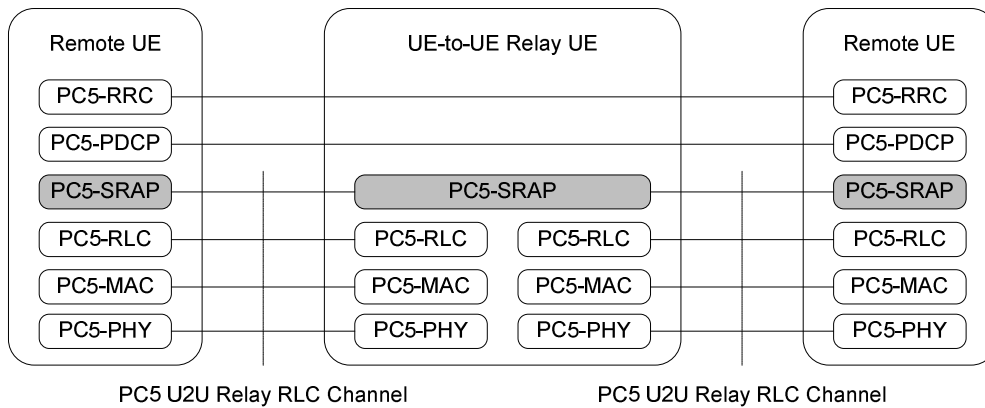 Remote UE UE-to-UE Relay UE Remote UE
PC5-RRC PC5-RRC
PC5-PDCP PC5-PDCP
PC5-SRAP PC5-SRAP PC5-SRAP
PC5-RLC PC5-RLC PC5-RLC PC5-RLC
PC5-MAC PC5-MAC PC5-MAC PC5-MAC
PC5-PHY PC5-PHY PC5-PHY PC5-PHY
PC5 U2U Relay RLC Channel PC5 U2U Relay RLC Channel